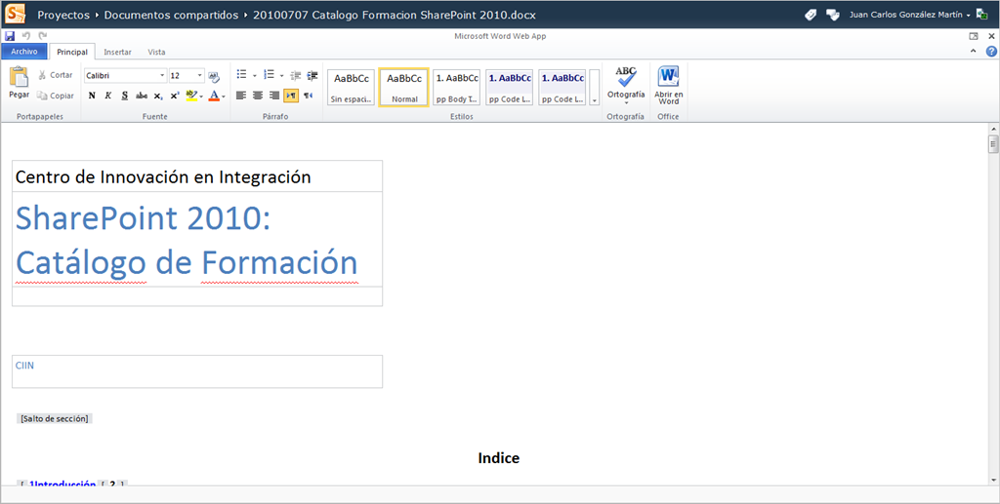 Proyectos ▸ Documentos compartidos ▸ 20100707 Catalogo Formacion SharePoint 2010.docx
Juan Carlos González Martín
Microsoft Word Web App
Archivo Principal Insertar Vista
Pegar
Cortar
Copiar
Portapapeles
Calibri 12
N K S abc x₂ x² aby A
Fuente
Párrafo
AaBbCc AaBbCc 1. AaBbCc 1. AaBbCc 1. AaBbCc
Sin espaci... Normal pp Body T... pp Code L... pp Code L...
Estilos
ABC
Ortografía
Ortografía
Abrir en
Word
Office
Centro de Innovación en Integración
SharePoint 2010:
Catálogo de Formación
CIIN
[Salto de sección]
Indice
[ 1Introducción [ 2 ]